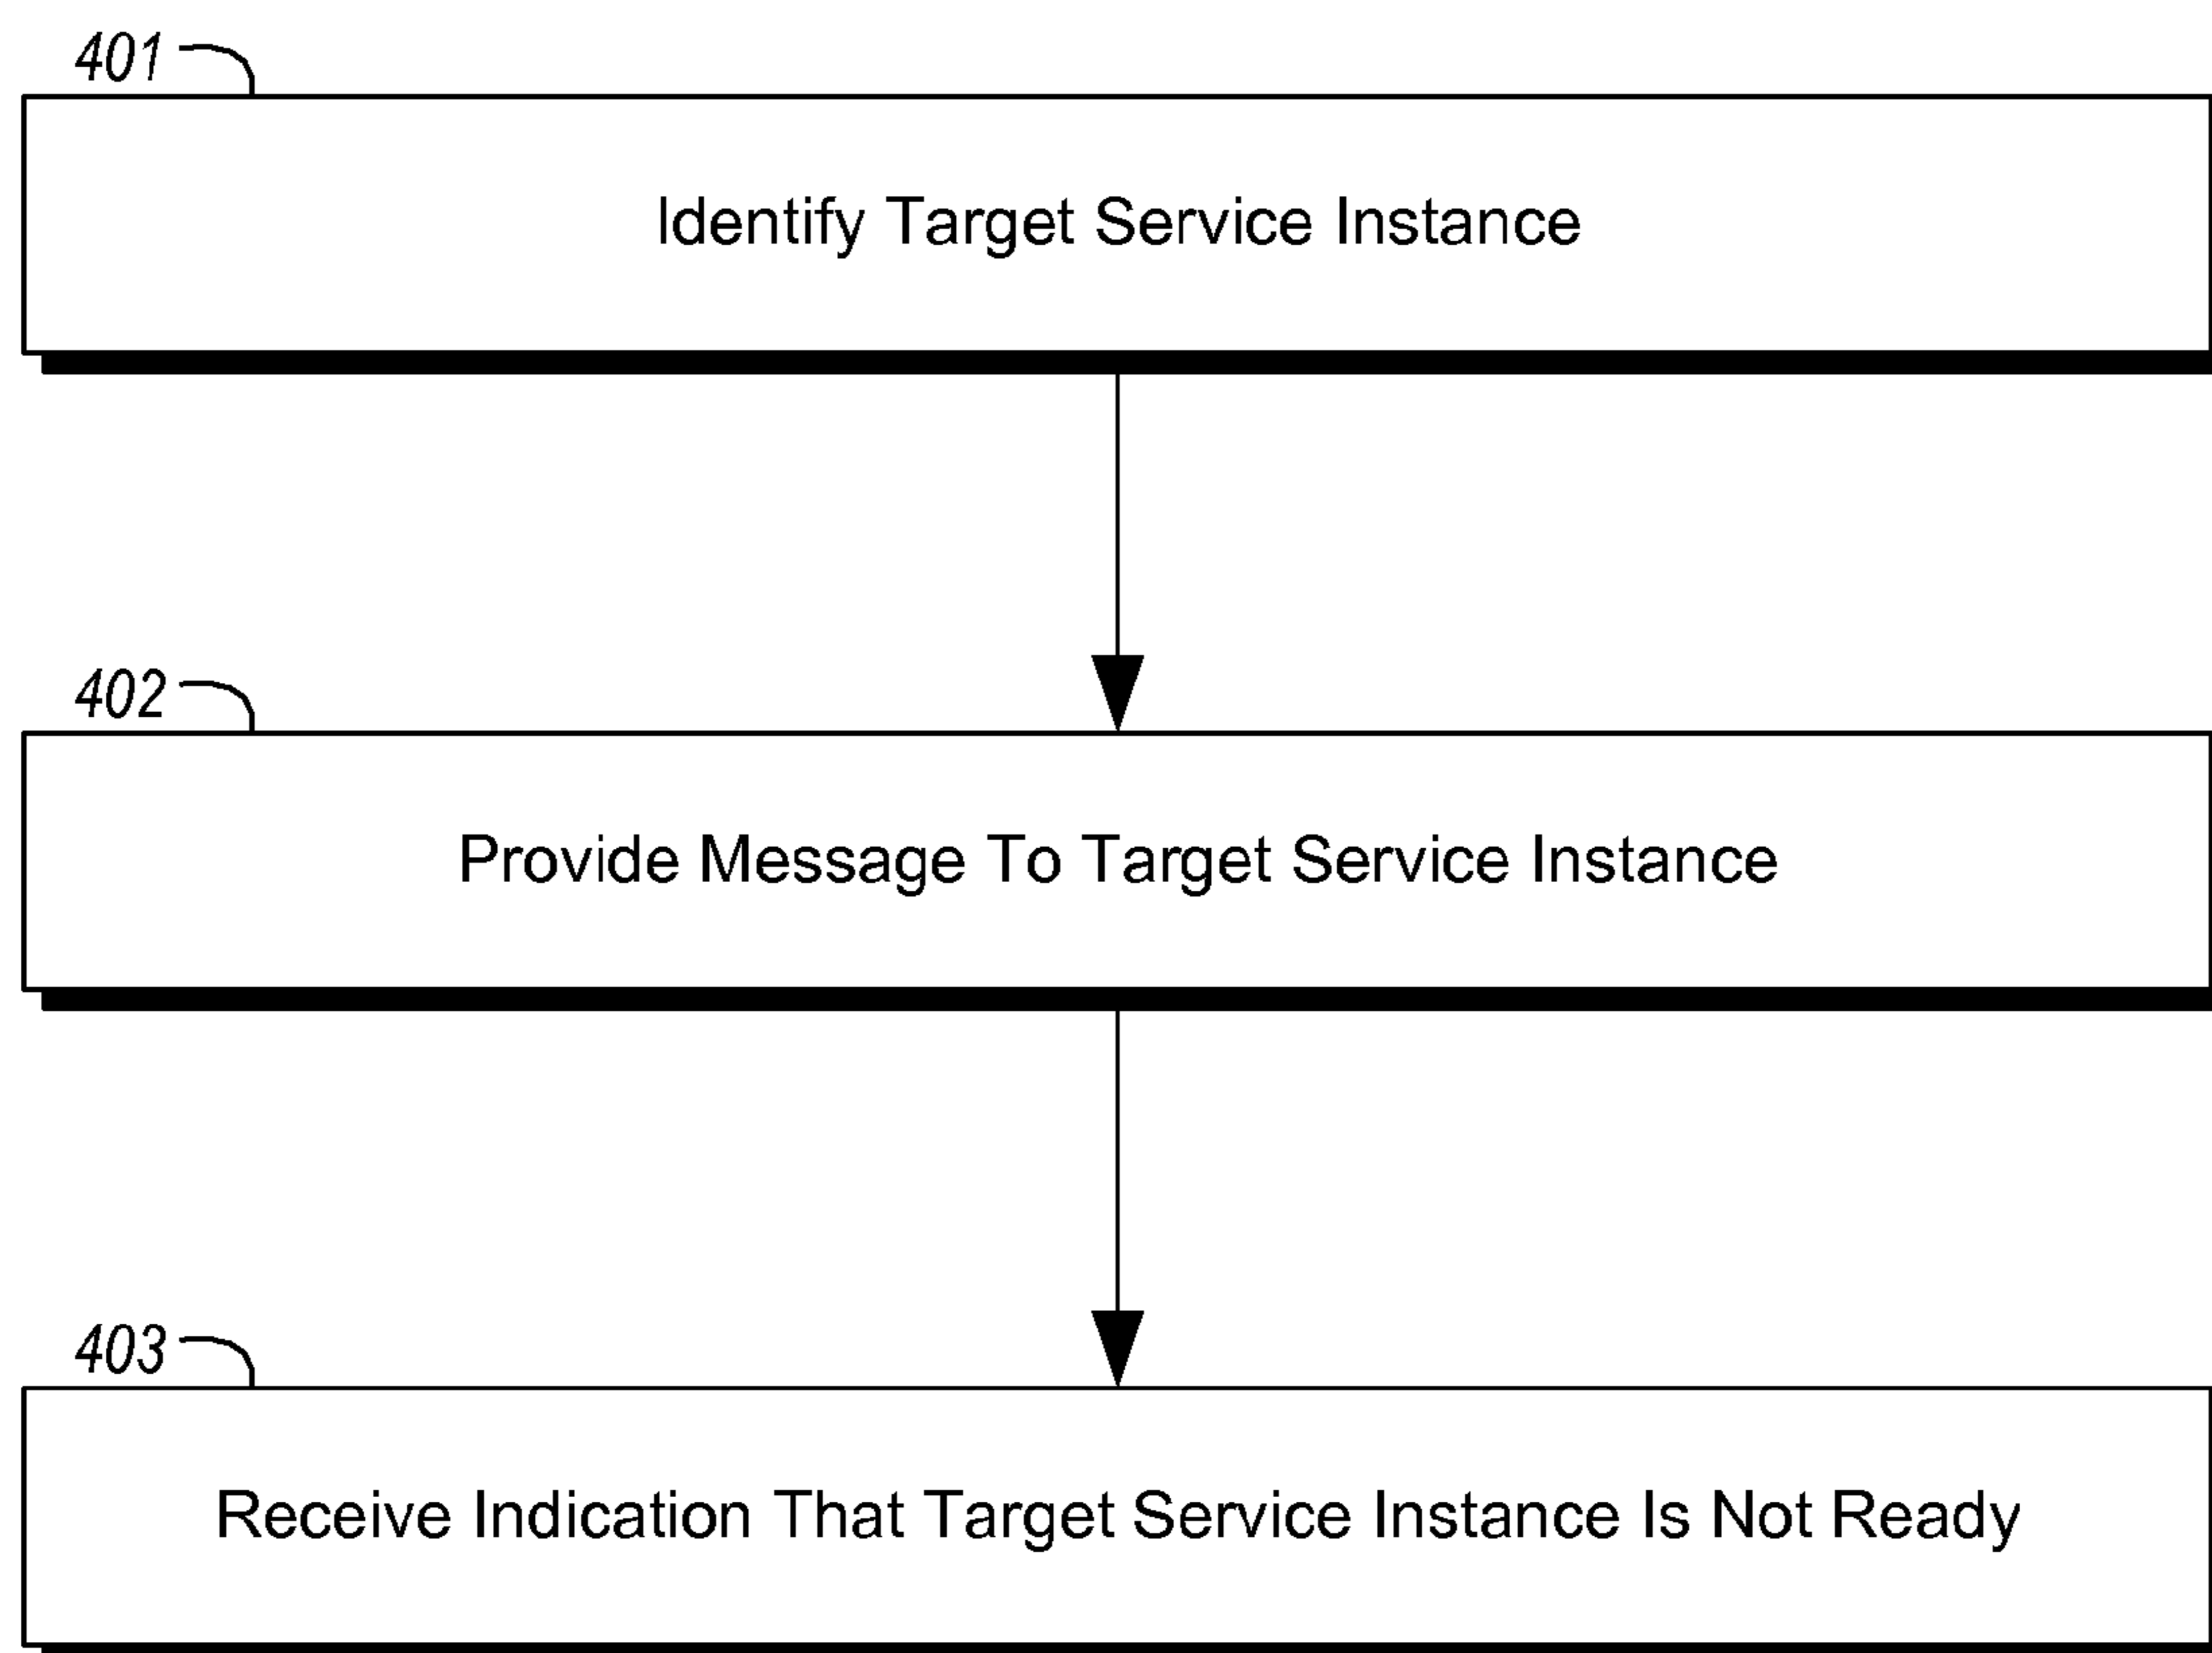 401
Identify Target Service Instance
402
Provide Message To Target Service Instance
403
Receive Indication That Target Service Instance Is Not Ready